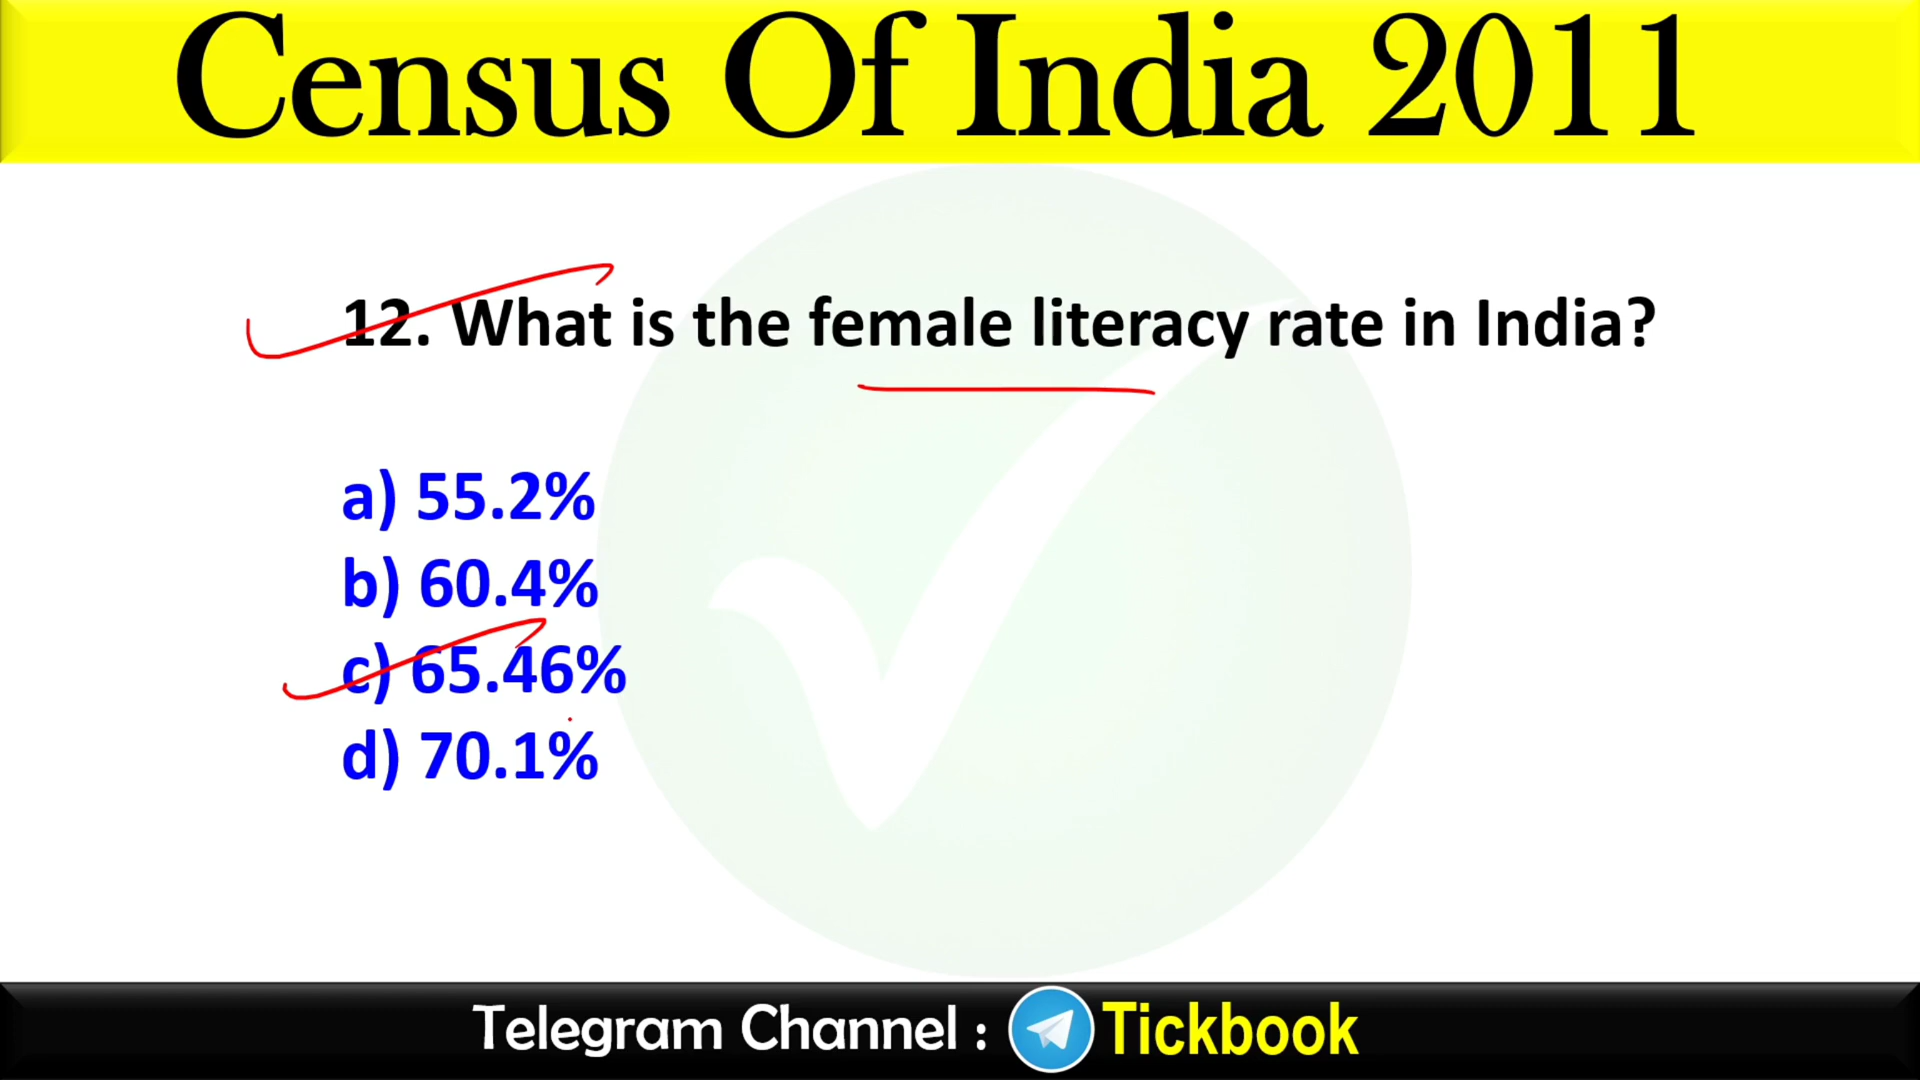 Census Of India 2011
12. What is the female literacy rate in India?
a) 55.2%
b) 60.4%
c) 65.46%
d) 70.1%
Telegram Channel : Tickbook